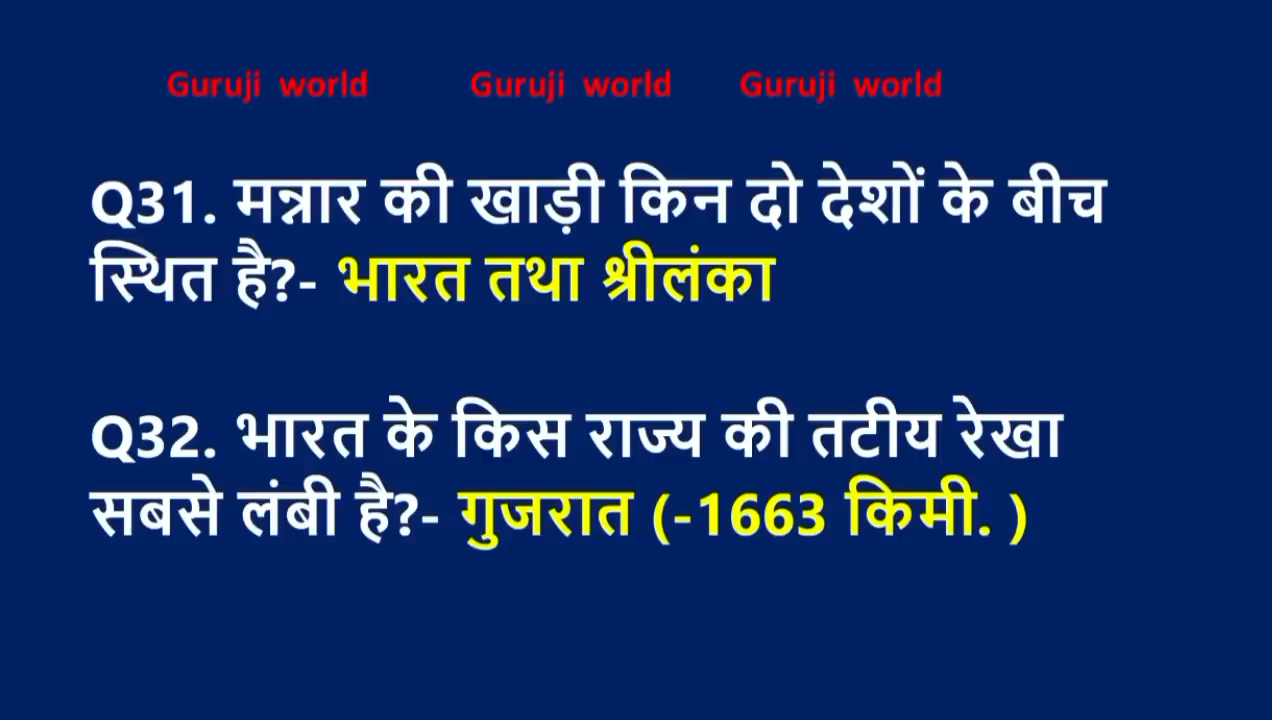 Guruji world Guruji world Guruji world
Q31. मन्नार की खाड़ी किन दो देशों के बीच
स्थित है?- भारत तथा श्रीलंका
Q32. भारत के किस राज्य की तटीय रेखा
सबसे लंबी है?- गुजरात (-1663 किमी. )